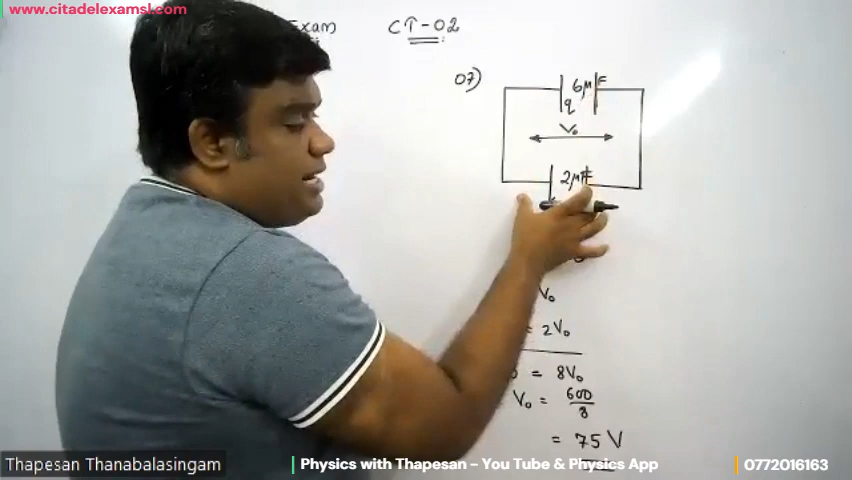 www.citadelexamsl.com
Exam CT-02
07)
6μF
q
V₀
2μF
V₀
= 2V₀
= 8V₀
V₀ = 600/8
= 75 V
Thapesan Thanabalasingam
Physics with Thapesan – You Tube & Physics App
0772016163